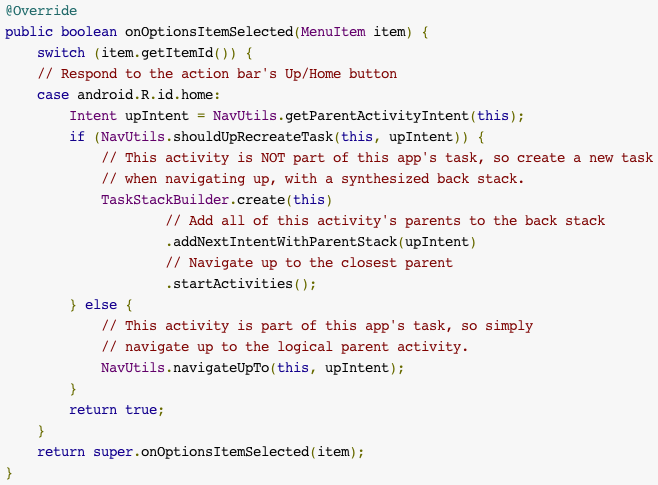 @Override
public boolean onOptionsItemSelected(MenuItem item) {
    switch (item.getItemId()) {
    // Respond to the action bar's Up/Home button
    case android.R.id.home:
        Intent upIntent = NavUtils.getParentActivityIntent(this);
        if (NavUtils.shouldUpRecreateTask(this, upIntent)) {
            // This activity is NOT part of this app's task, so create a new task
            // when navigating up, with a synthesized back stack.
            TaskStackBuilder.create(this)
                    // Add all of this activity's parents to the back stack
                    .addNextIntentWithParentStack(upIntent)
                    // Navigate up to the closest parent
                    .startActivities();
        } else {
            // This activity is part of this app's task, so simply
            // navigate up to the logical parent activity.
            NavUtils.navigateUpTo(this, upIntent);
        }
        return true;
    }
    return super.onOptionsItemSelected(item);
}